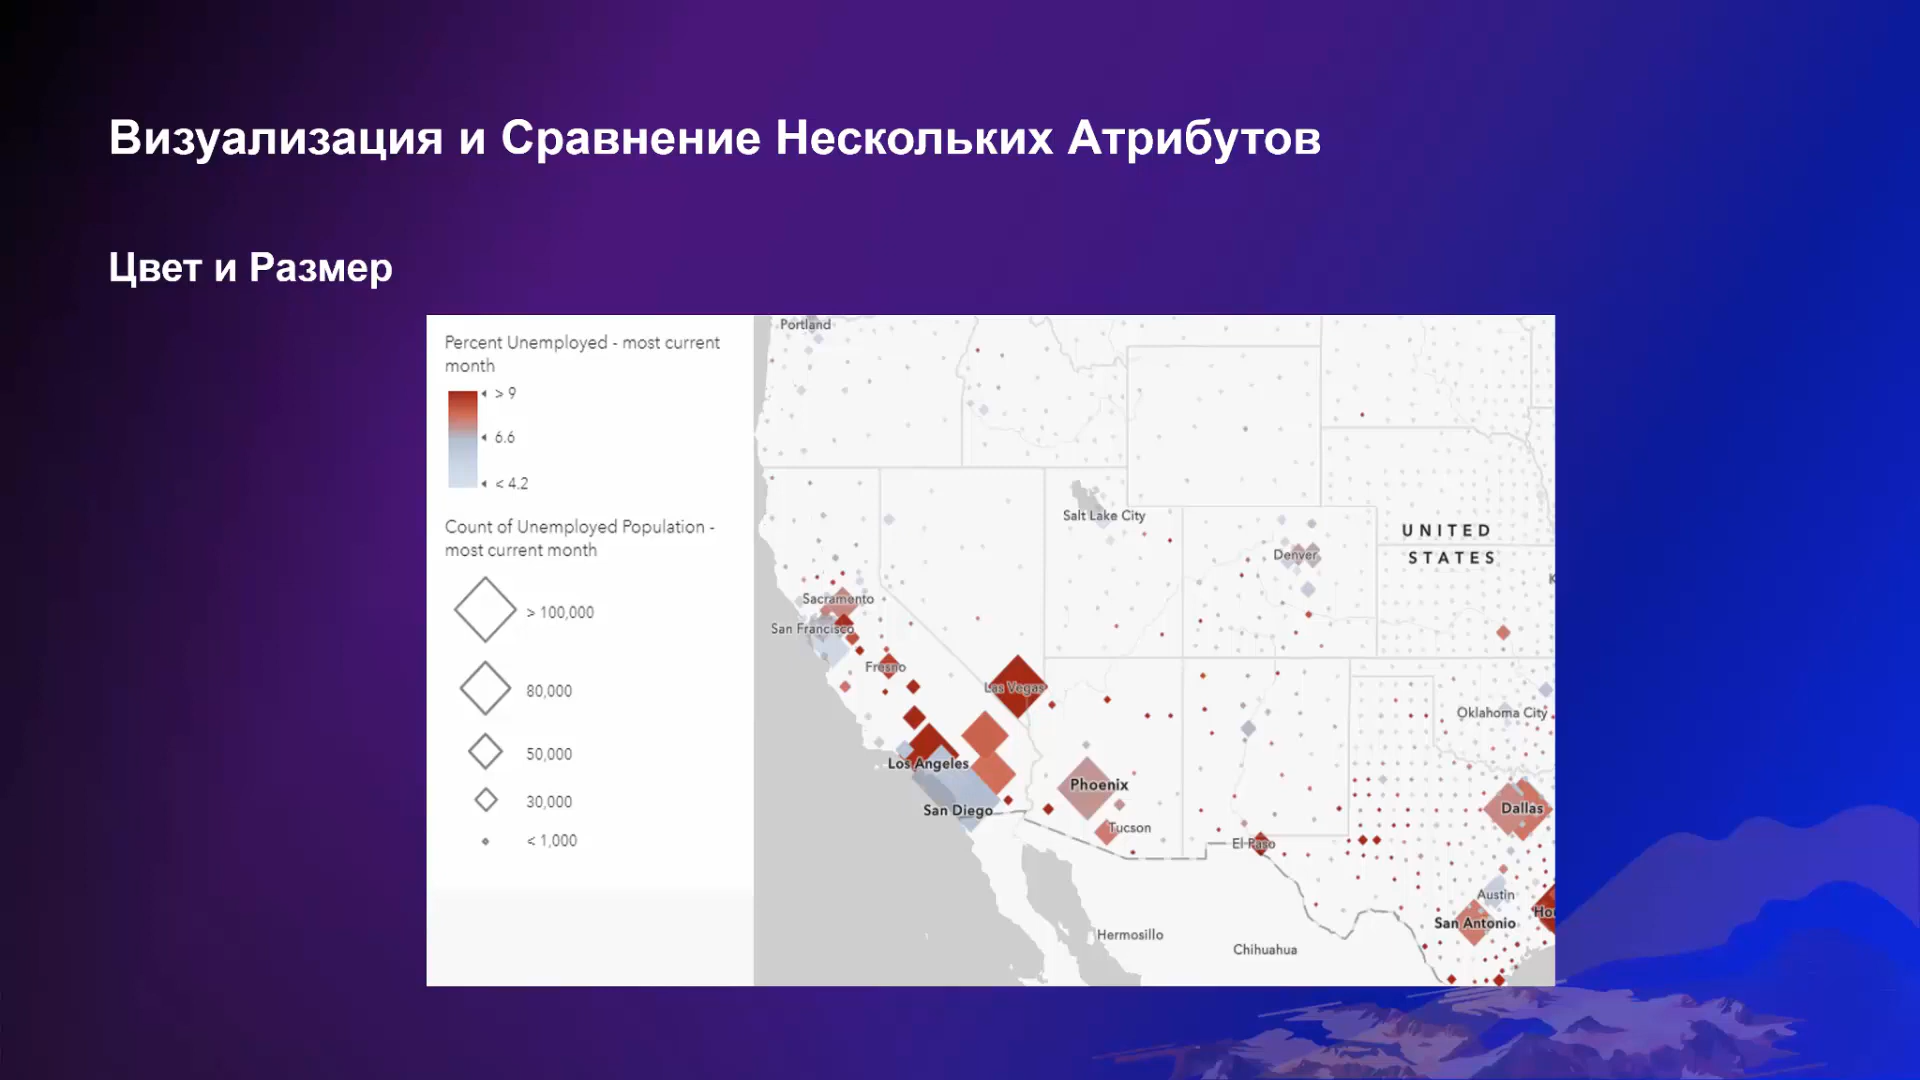 Визуализация и Сравнение Нескольких Атрибутов
Цвет и Размер
Percent Unemployed - most current
month
> 9
6.6
< 4.2
Count of Unemployed Population -
most current month
> 100,000
80,000
50,000
30,000
< 1,000
Portland
Salt Lake City
UNITED
STATES
Denver
Sacramento
San Francisco
Fresno
Las Vegas
Oklahoma City
Los Angeles
Phoenix
San Diego
Dallas
Tucson
El Paso
Austin
San Antonio
Hermosillo
Chihuahua